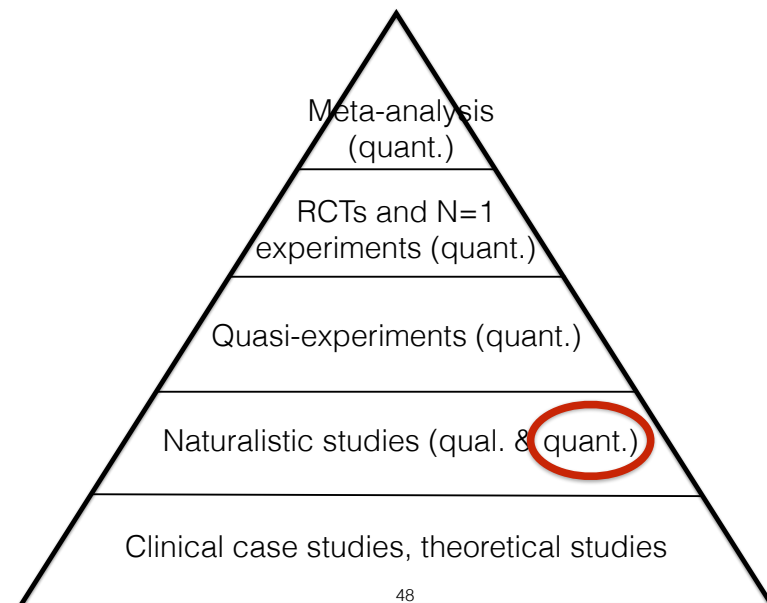 Meta-analysis
(quant.)
RCTs and N=1
experiments (quant.)
Quasi-experiments (quant.)
Naturalistic studies (qual. & quant.)
Clinical case studies, theoretical studies
48